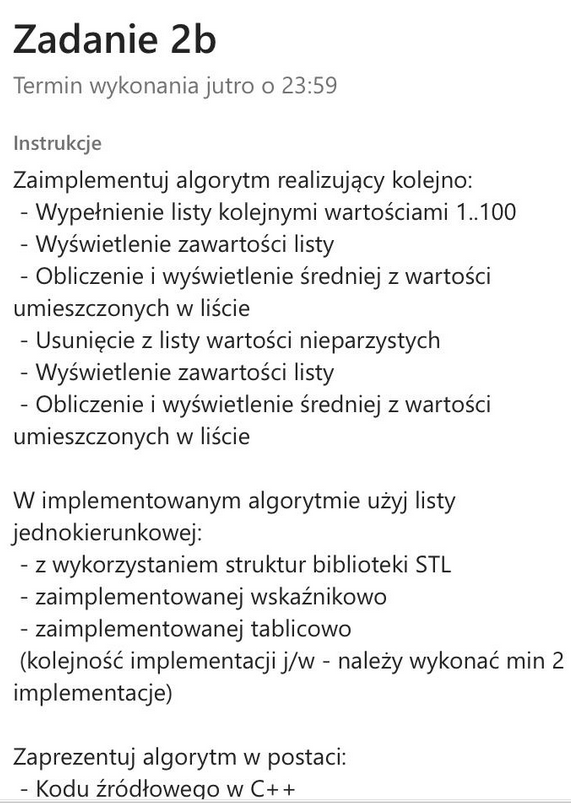 Zadanie 2b
Termin wykonania jutro o 23:59
Instrukcje
Zaimplementuj algorytm realizujący kolejno:
- Wypełnienie listy kolejnymi wartościami 1..100
- Wyświetlenie zawartości listy
- Obliczenie i wyświetlenie średniej z wartości
umieszczonych w liście
- Usunięcie z listy wartości nieparzystych
- Wyświetlenie zawartości listy
- Obliczenie i wyświetlenie średniej z wartości
umieszczonych w liście
W implementowanym algorytmie użyj listy
jednokierunkowej:
- z wykorzystaniem struktur biblioteki STL
- zaimplementowanej wskaźnikowo
- zaimplementowanej tablicowo
(kolejność implementacji j/w - należy wykonać min 2
implementacje)
Zaprezentuj algorytm w postaci:
- Kodu źródłowego w C++